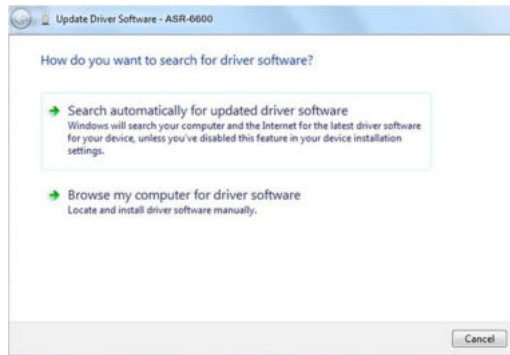 Update Driver Software - ASR-6600
How do you want to search for driver software?
Search automatically for updated driver software
Windows will search your computer and the Internet for the latest driver software
for your device, unless you've disabled this feature in your device installation
settings.
Browse my computer for driver software
Locate and install driver software manually.
Cancel